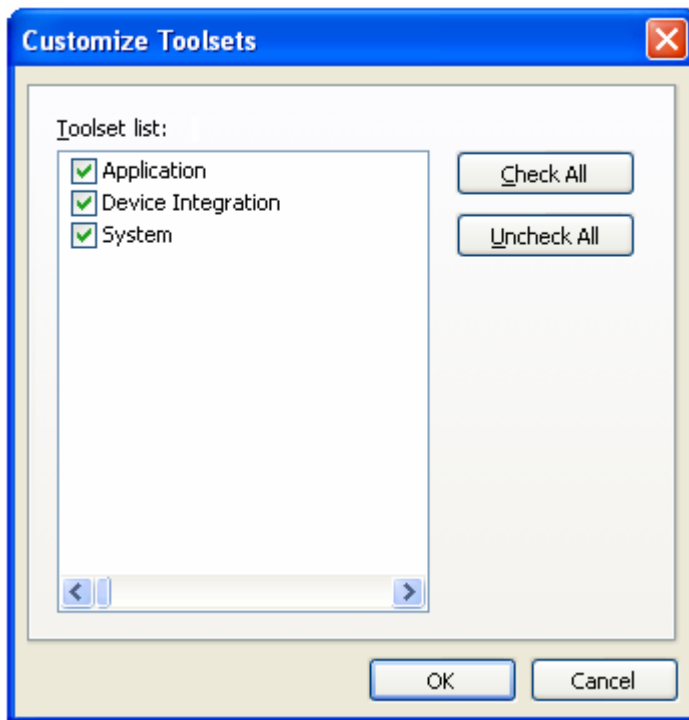 Customize Toolsets
Toolset list:
Application
Device Integration
System
Check All
Uncheck All
OK
Cancel